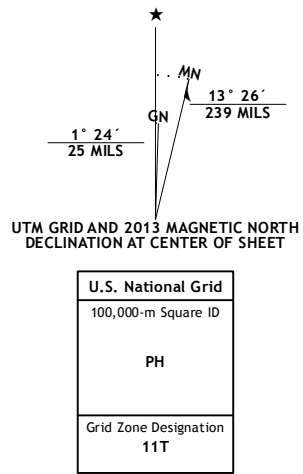 ★
MN
GN
13° 26´
239 MILS
1° 24´
25 MILS
UTM GRID AND 2013 MAGNETIC NORTH
DECLINATION AT CENTER OF SHEET
U.S. National Grid
100,000-m Square ID
PH
Grid Zone Designation
11T